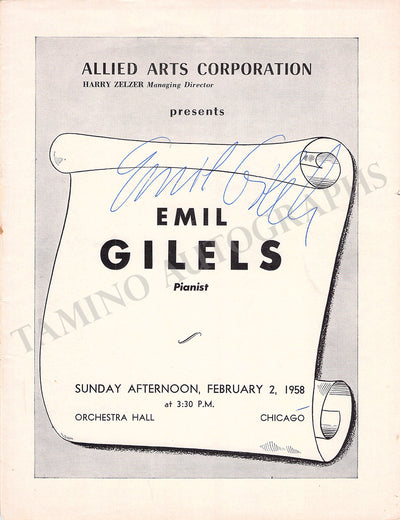 ALLIED ARTS CORPORATION
HARRY ZELZER Managing Director
presents
Emil Gilels
EMIL
GILELS
Pianist
TAMINO AUTOGRAPHS
SUNDAY AFTERNOON, FEBRUARY 2, 1958
at 3:30 P.M.
ORCHESTRA HALL CHICAGO